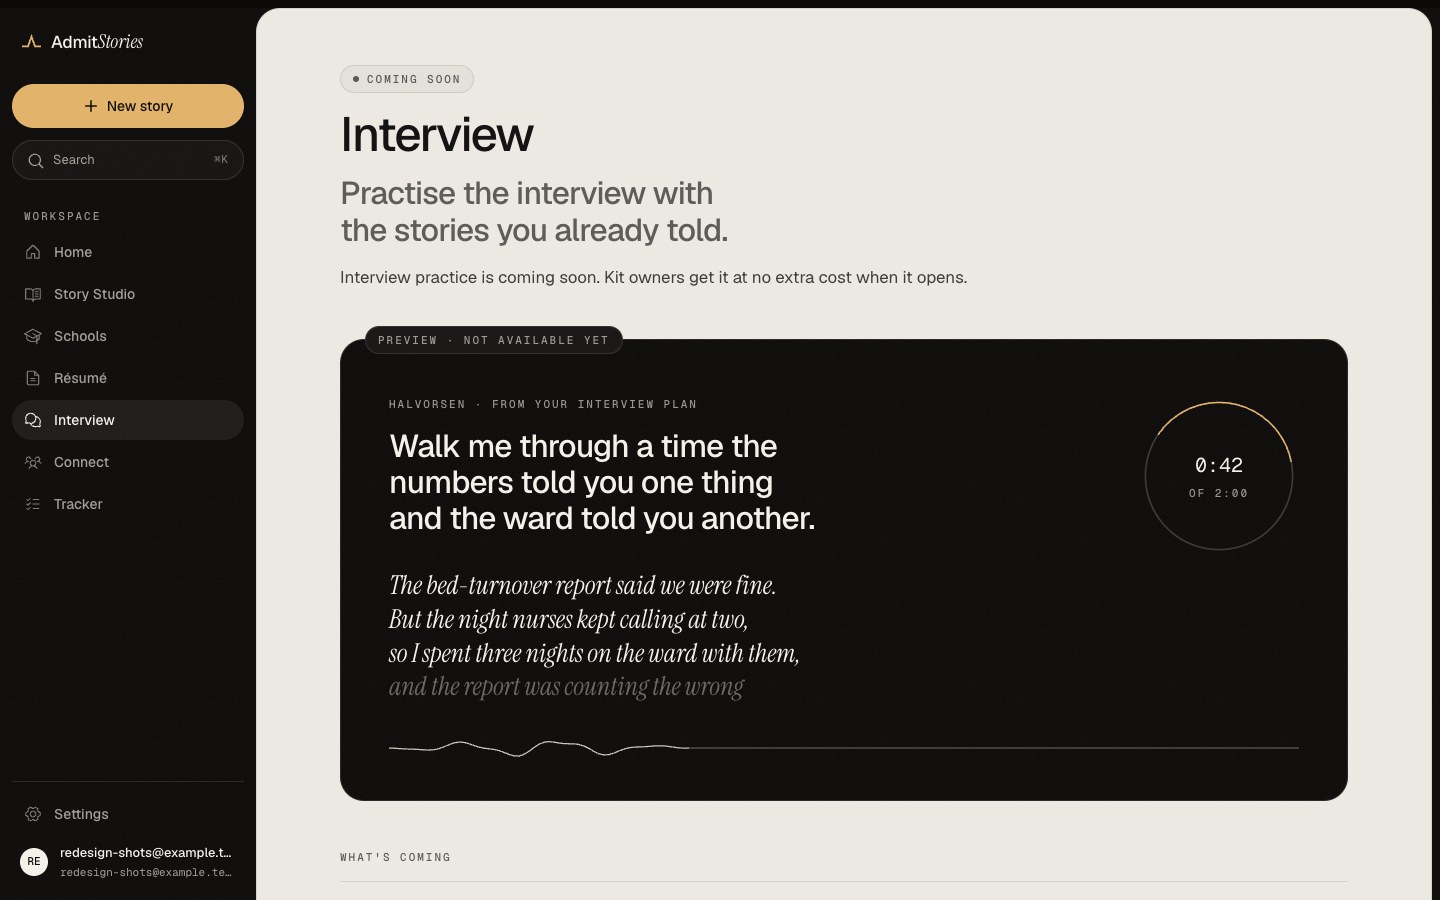 AdmitStories
New story
Search ⌘K
WORKSPACE
Home
Story Studio
Schools
Résumé
Interview
Connect
Tracker
Settings
RE
redesign-shots@example.t…
redesign-shots@example.te…
COMING SOON
Interview
Practise the interview with
the stories you already told.
Interview practice is coming soon. Kit owners get it at no extra cost when it opens.
PREVIEW · NOT AVAILABLE YET
HALVORSEN · FROM YOUR INTERVIEW PLAN
Walk me through a time the
numbers told you one thing
and the ward told you another.
0:42
OF 2:00
The bed-turnover report said we were fine.
But the night nurses kept calling at two,
so I spent three nights on the ward with them,
and the report was counting the wrong
WHAT'S COMING